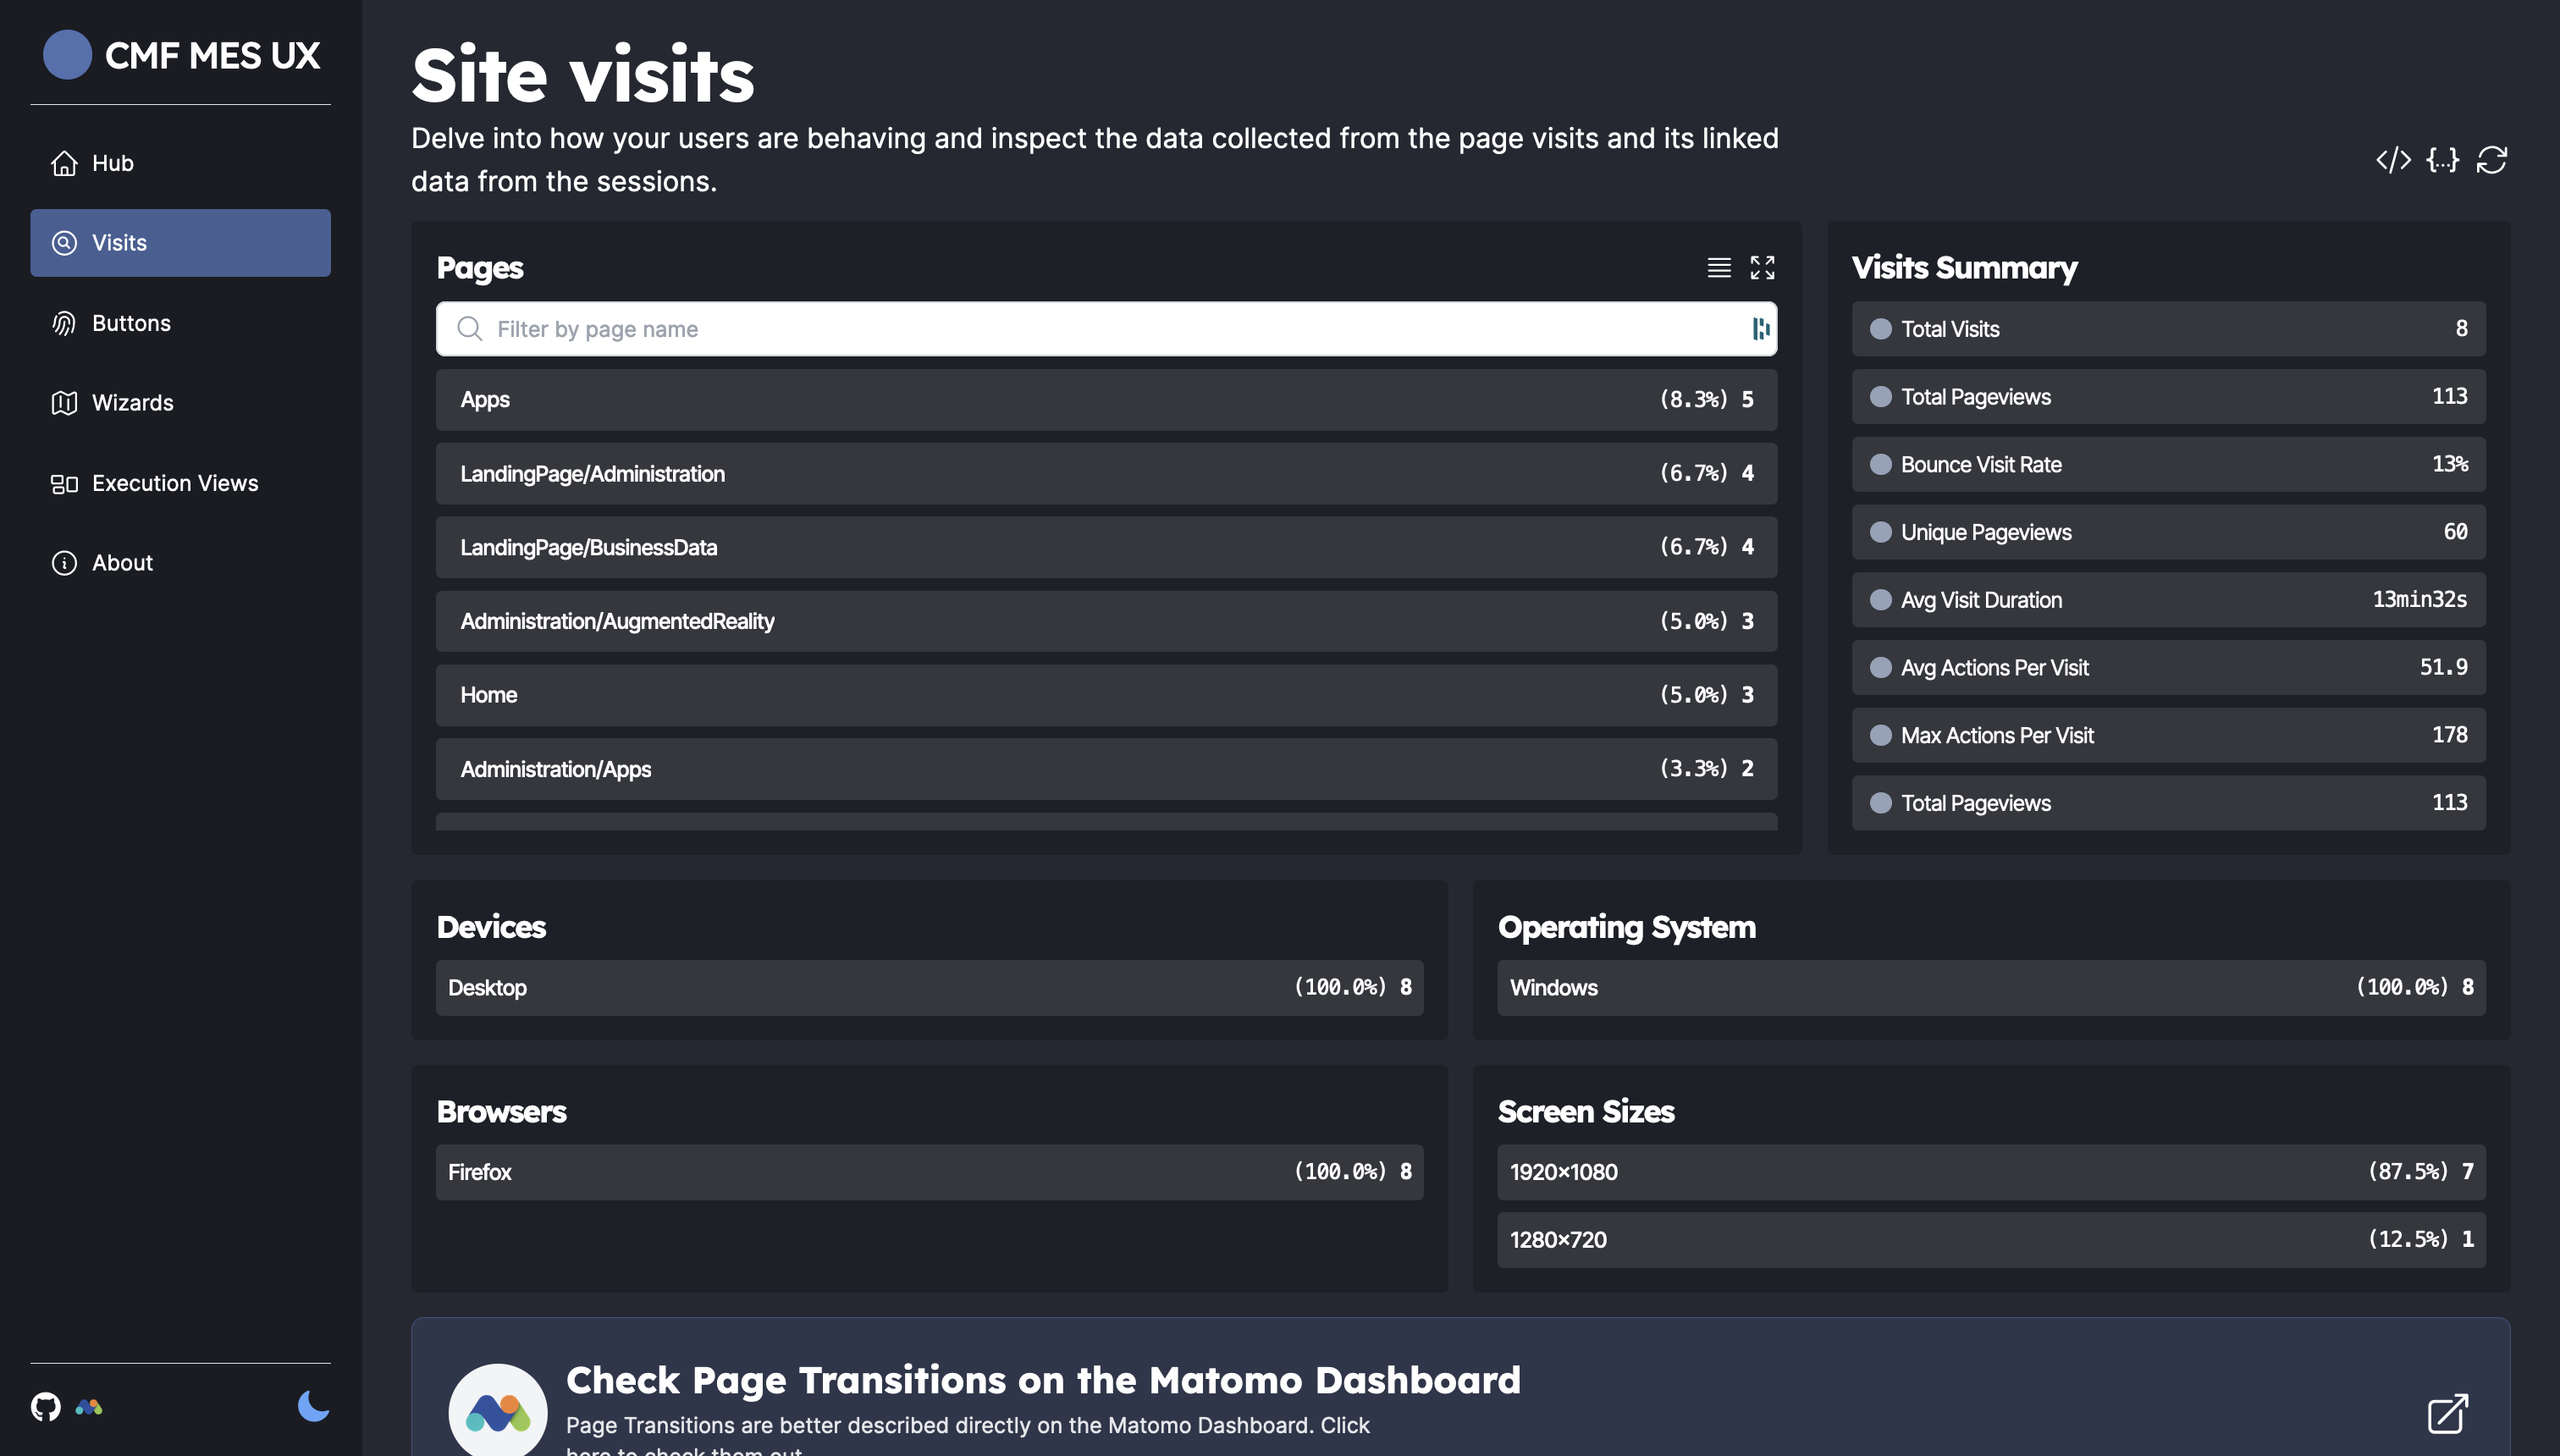 CMF MES UX
Hub
Visits
Buttons
Wizards
Execution Views
About
Site visits
Delve into how your users are behaving and inspect the data collected from the page visits and its linked
data from the sessions.
</> {...}
Pages
Filter by page name
Apps (8.3%) 5
LandingPage/Administration (6.7%) 4
LandingPage/BusinessData (6.7%) 4
Administration/AugmentedReality (5.0%) 3
Home (5.0%) 3
Administration/Apps (3.3%) 2
Visits Summary
Total Visits 8
Total Pageviews 113
Bounce Visit Rate 13%
Unique Pageviews 60
Avg Visit Duration 13min32s
Avg Actions Per Visit 51.9
Max Actions Per Visit 178
Total Pageviews 113
Devices
Desktop (100.0%) 8
Operating System
Windows (100.0%) 8
Browsers
Firefox (100.0%) 8
Screen Sizes
1920×1080 (87.5%) 7
1280×720 (12.5%) 1
Check Page Transitions on the Matomo Dashboard
Page Transitions are better described directly on the Matomo Dashboard. Click
here to check them out